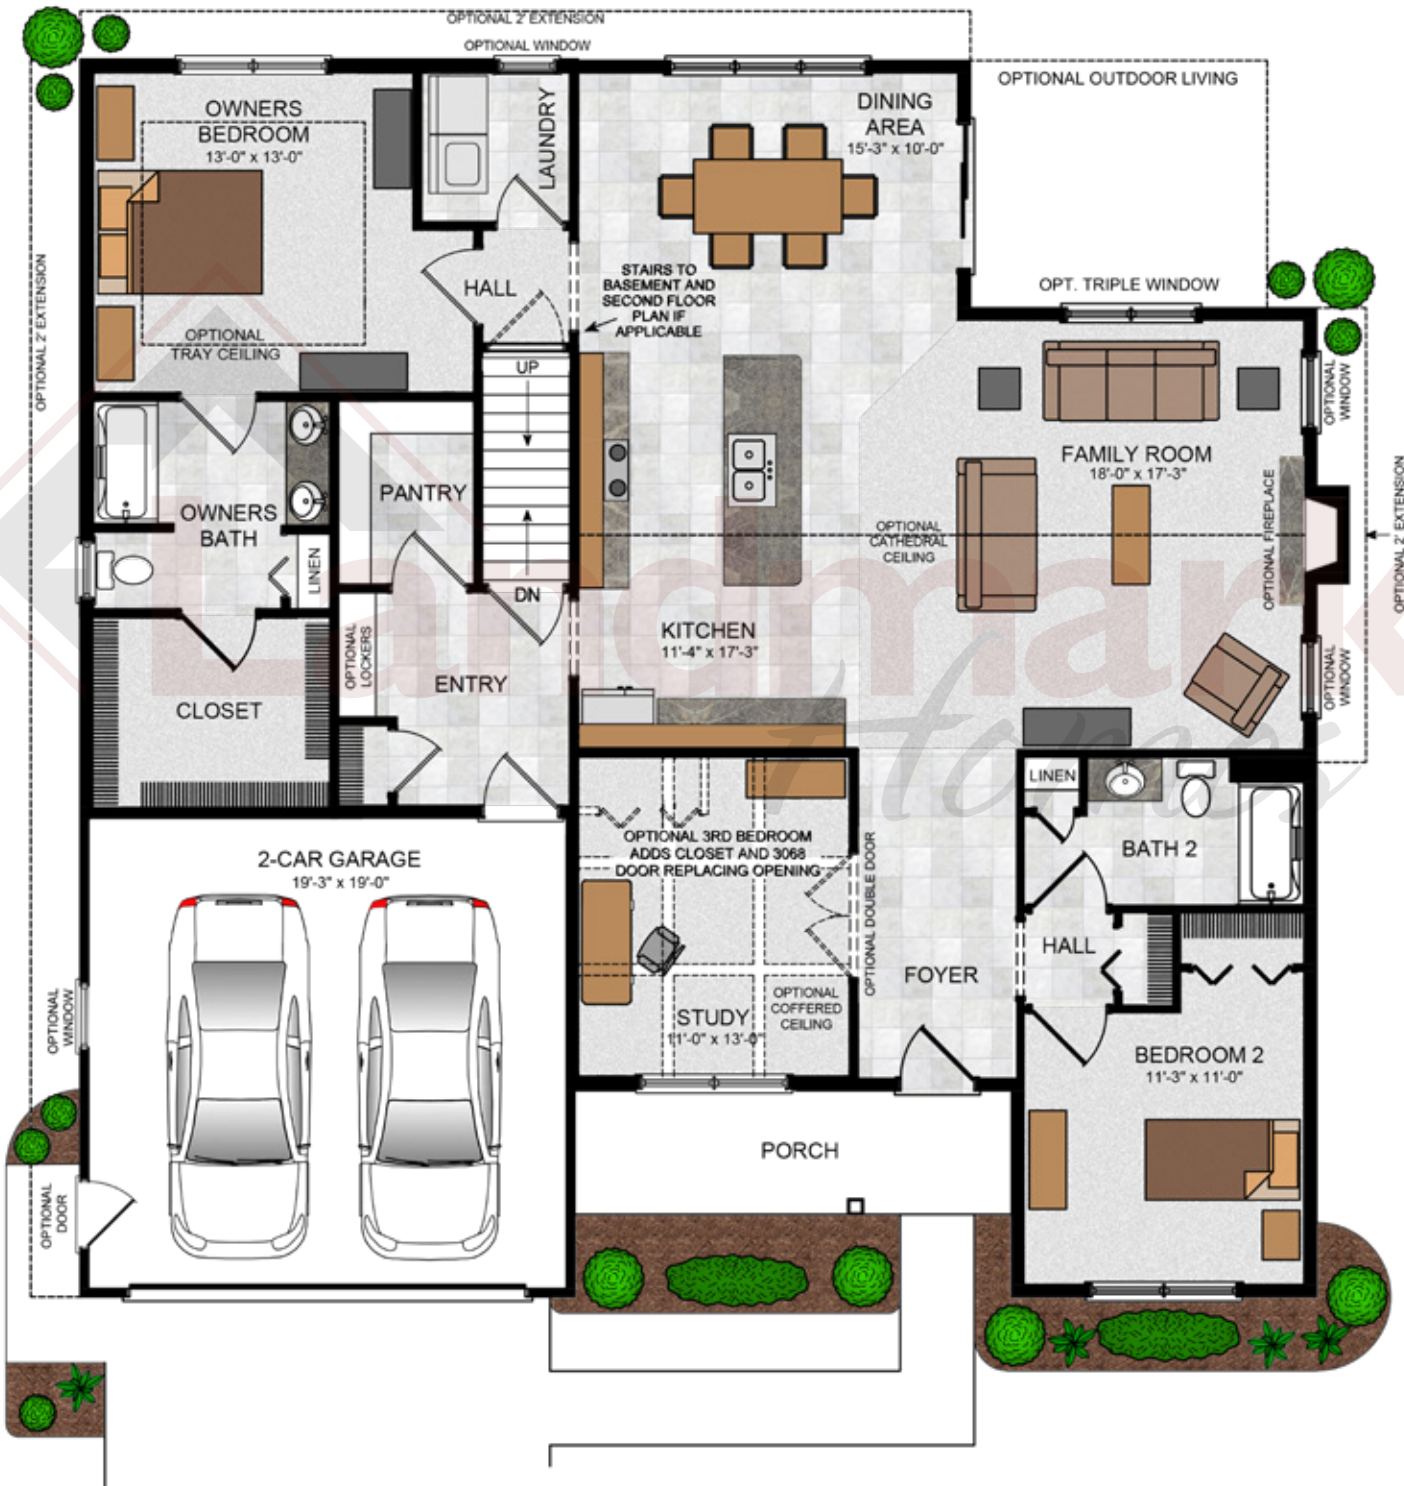 OPTIONAL 2' EXTENSION
OPTIONAL WINDOW
OPTIONAL OUTDOOR LIVING
OWNERS
BEDROOM
13'-0" x 13'-0"
LAUNDRY
DINING
AREA
15'-3" x 10'-0"
OPTIONAL 2' EXTENSION
HALL
STAIRS TO
BASEMENT AND
SECOND FLOOR
PLAN IF
APPLICABLE
OPT. TRIPLE WINDOW
OPTIONAL
TRAY CEILING
UP
OPTIONAL
WINDOW
FAMILY ROOM
18'-0" x 17'-3"
PANTRY
OWNERS
BATH
LINEN
OPTIONAL
CATHEDRAL
CEILING
OPTIONAL FIREPLACE
OPTIONAL 2' EXTENSION
DN
Landmark
Homes
OPTIONAL
LOCKERS
ENTRY
KITCHEN
11'-4" x 17'-3"
OPTIONAL
WINDOW
CLOSET
LINEN
BATH 2
OPTIONAL 3RD BEDROOM
ADDS CLOSET AND 3068
DOOR REPLACING OPENING
OPTIONAL DOUBLE DOOR
2-CAR GARAGE
19'-3" x 19'-0"
HALL
FOYER
OPTIONAL
COFFERED
CEILING
STUDY
11'-0" x 13'-0"
OPTIONAL
WINDOW
BEDROOM 2
11'-3" x 11'-0"
PORCH
OPTIONAL
DOOR